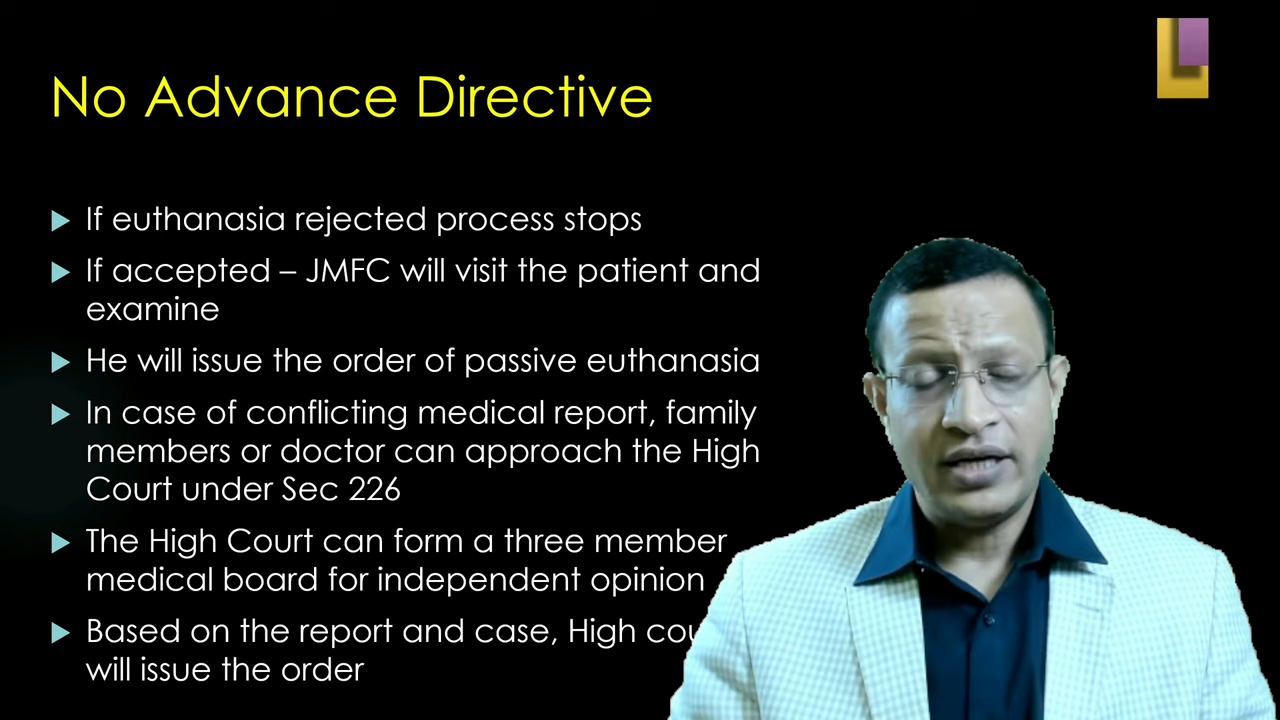 No Advance Directive
If euthanasia rejected process stops
If accepted – JMFC will visit the patient and
examine
He will issue the order of passive euthanasia
In case of conflicting medical report, family
members or doctor can approach the High
Court under Sec 226
The High Court can form a three member
medical board for independent opinion
Based on the report and case, High
will issue the order